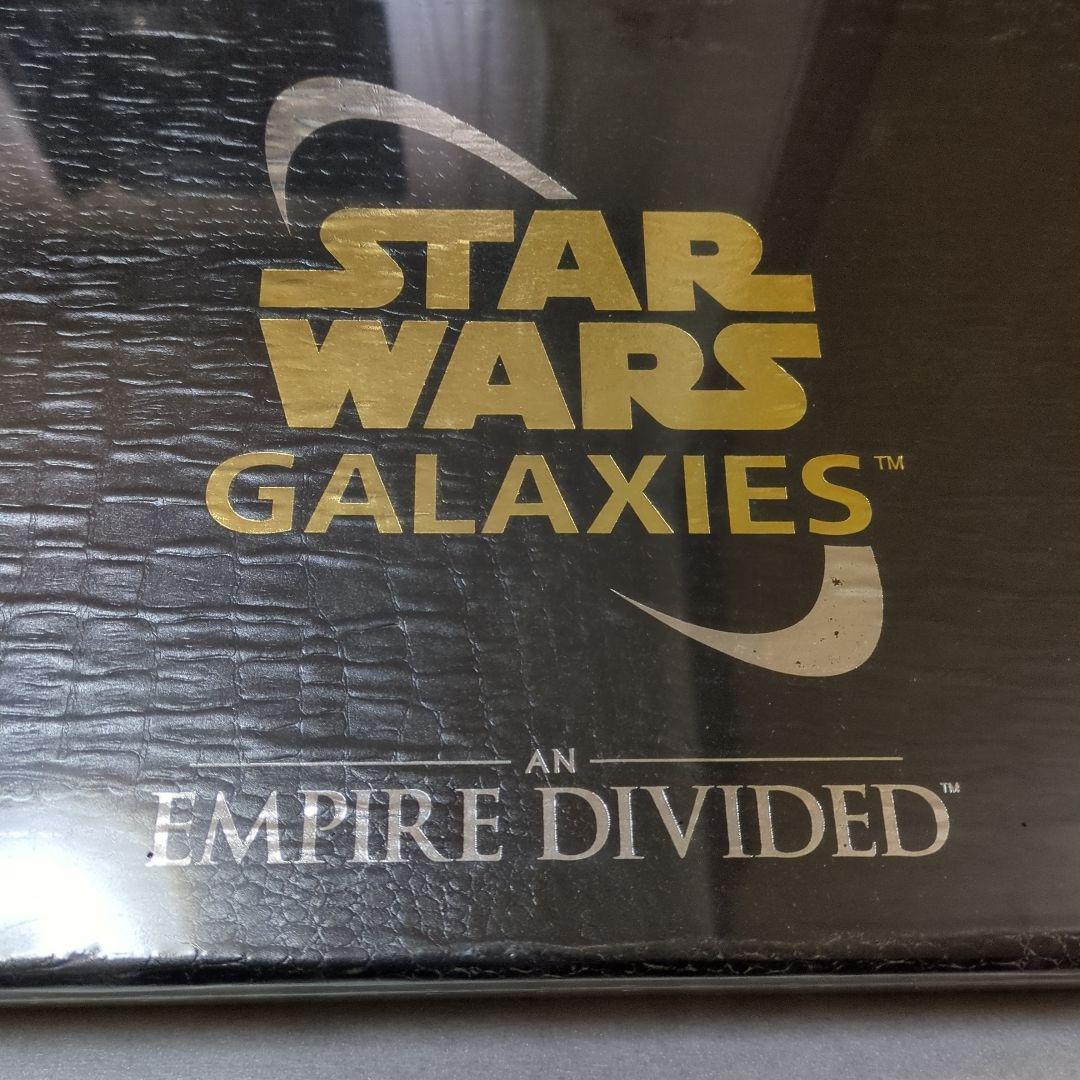 STAR
WARS
GALAXIES™
AN
EMPIRE DIVIDED™